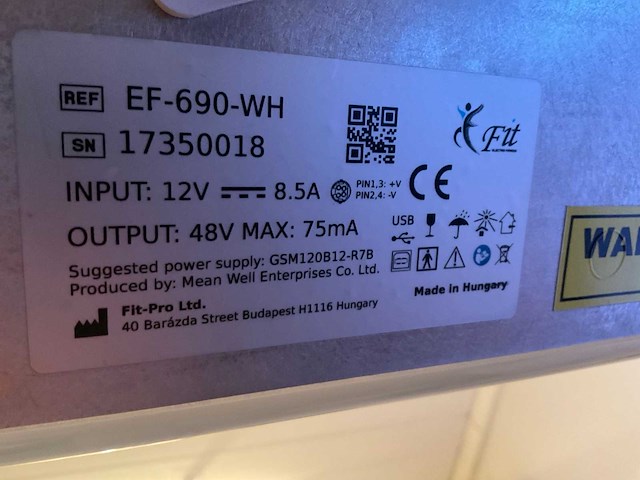 REF EF-690-WH
SN 17350018
Fit
INPUT: 12V 8.5A PIN1,3: +V
PIN2,4: -V
CE
OUTPUT: 48V MAX: 75mA
USB
Suggested power supply: GSM120B12-R7B
Produced by: Mean Well Enterprises Co. Ltd.
Fit-Pro Ltd.
40 Barázda Street Budapest H1116 Hungary
Made in Hungary